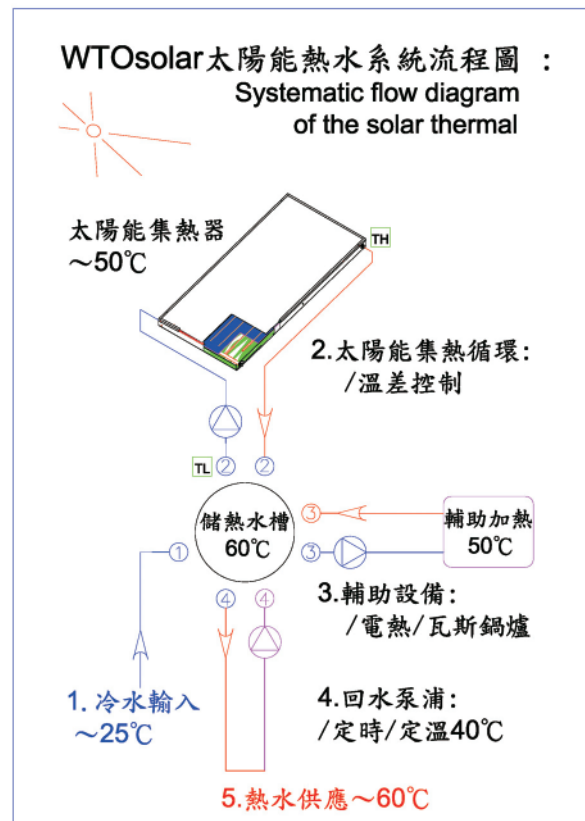 WTOsolar太陽能熱水系統流程圖 :
Systematic flow diagram
of the solar thermal
太陽能集熱器
～50℃
TH
2.太陽能集熱循環:
/溫差控制
TL
②
②
儲熱水槽
60℃
①
③
③
輔助加熱
50℃
④
④
3.輔助設備:
/電熱/瓦斯鍋爐
1. 冷水輸入
～25℃
4.回水泵浦:
/定時/定溫40℃
5.熱水供應～60℃